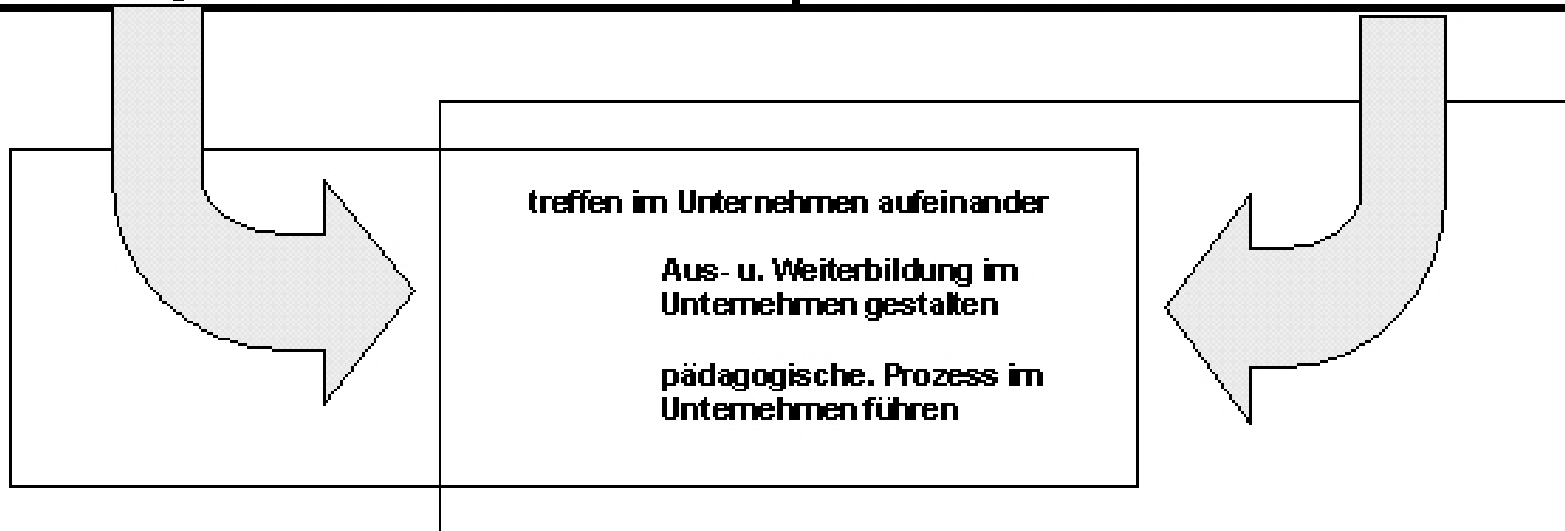 treffen im Unternehmen aufeinander
Aus- u. Weiterbildung im
Unternehmen gestalten
pädagogische. Prozess im
Unternehmen führen